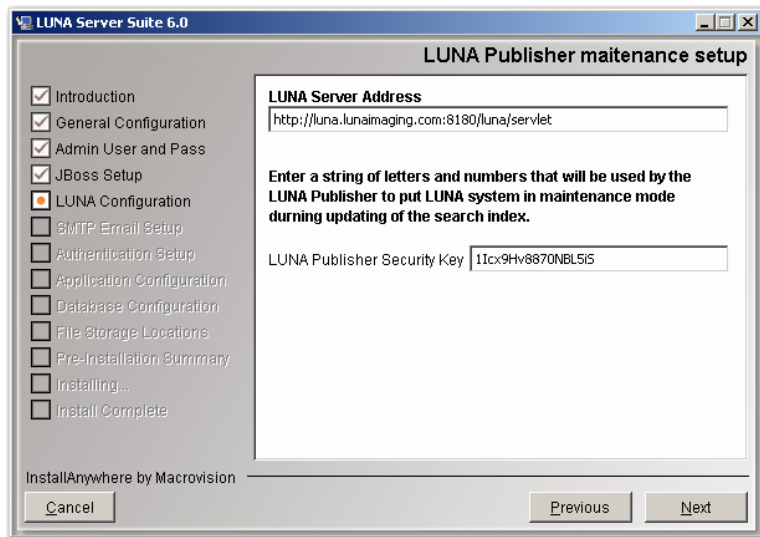 LUNA Server Suite 6.0
LUNA Publisher maitenance setup
Introduction
General Configuration
Admin User and Pass
JBoss Setup
LUNA Configuration
SMTP Email Setup
Authentication Setup
Application Configuration
Database Configuration
File Storage Locations
Pre-Installation Summary
Installing...
Install Complete
LUNA Server Address
http://luna.lunaimaging.com:8180/luna/servlet
Enter a string of letters and numbers that will be used by the
LUNA Publisher to put LUNA system in maintenance mode
durning updating of the search index.
LUNA Publisher Security Key 1Icx9Hv8870NBL5i5
InstallAnywhere by Macrovision
Cancel
Previous
Next